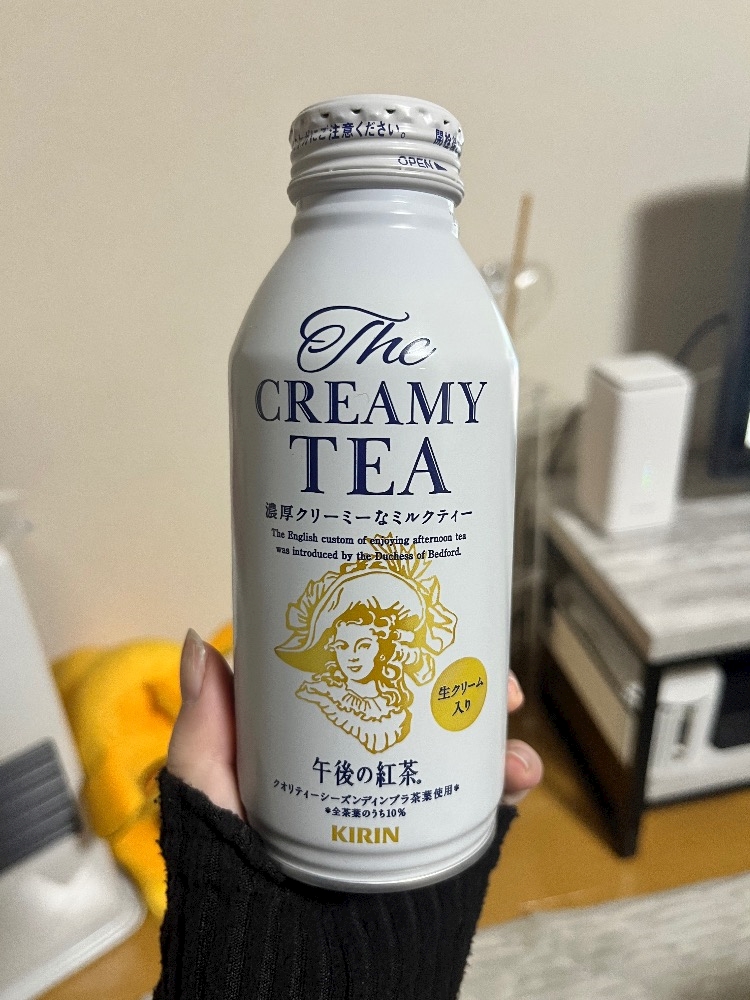 にご注意ください。
OPEN
The
CREAMY
TEA
濃厚クリーミーなミルクティー
The English custom of enjoying afternoon tea
was introduced by the Duchess of Bedford.
生クリーム
入り
午後の紅茶。
クオリティーシーズンディンブラ茶葉使用*
*全茶葉のうち10%
KIRIN